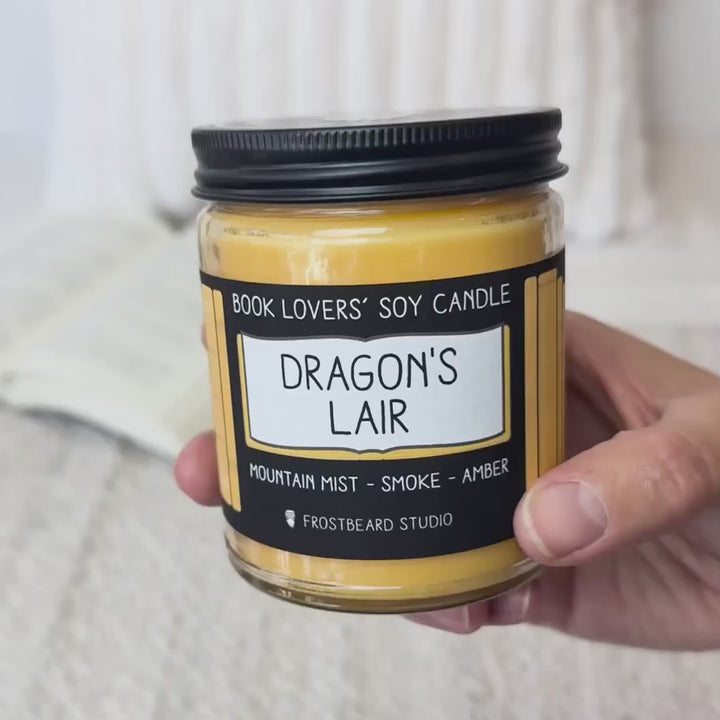 BOOK LOVERS' SOY CANDLE
DRAGON'S
LAIR
MOUNTAIN MIST - SMOKE - AMBER
FROSTBEARD STUDIO